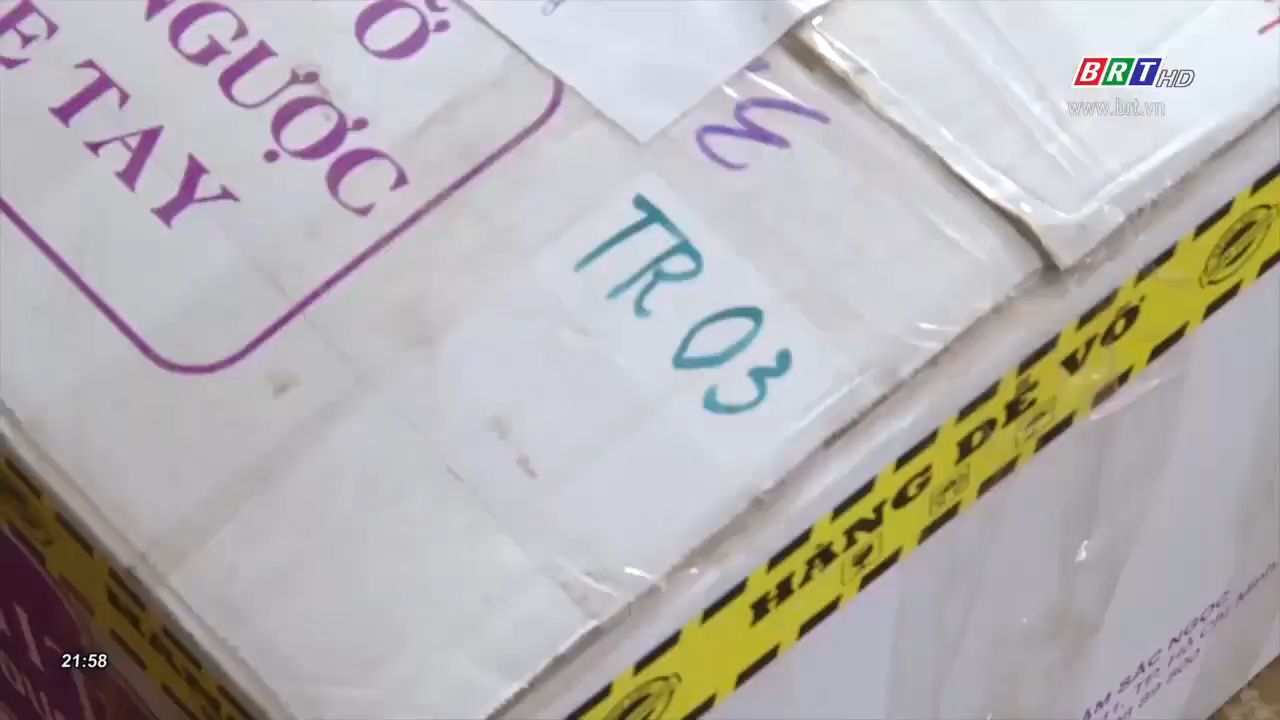 Ỡ
NGƯỢC
E TAY
TR 03
HÀNG DỄ VỠ
BRT HD
www.brt.vn
21:58